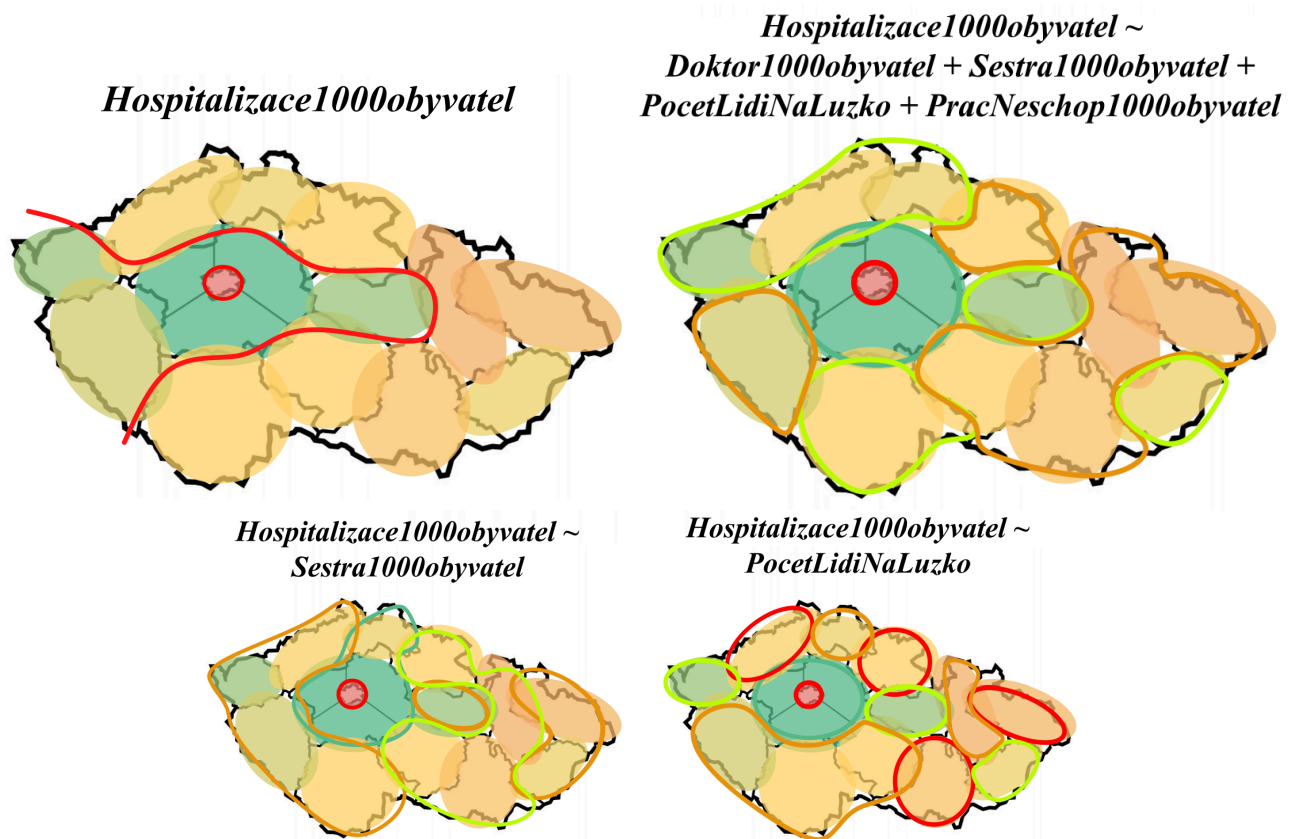 Hospitalizace1000obyvatel
Hospitalizace1000obyvatel ~
Doktor1000obyvatel + Sestra1000obyvatel +
PocetLidiNaLuzko + PracNeschop1000obyvatel
Hospitalizace1000obyvatel ~
Sestra1000obyvatel
Hospitalizace1000obyvatel ~
PocetLidiNaLuzko